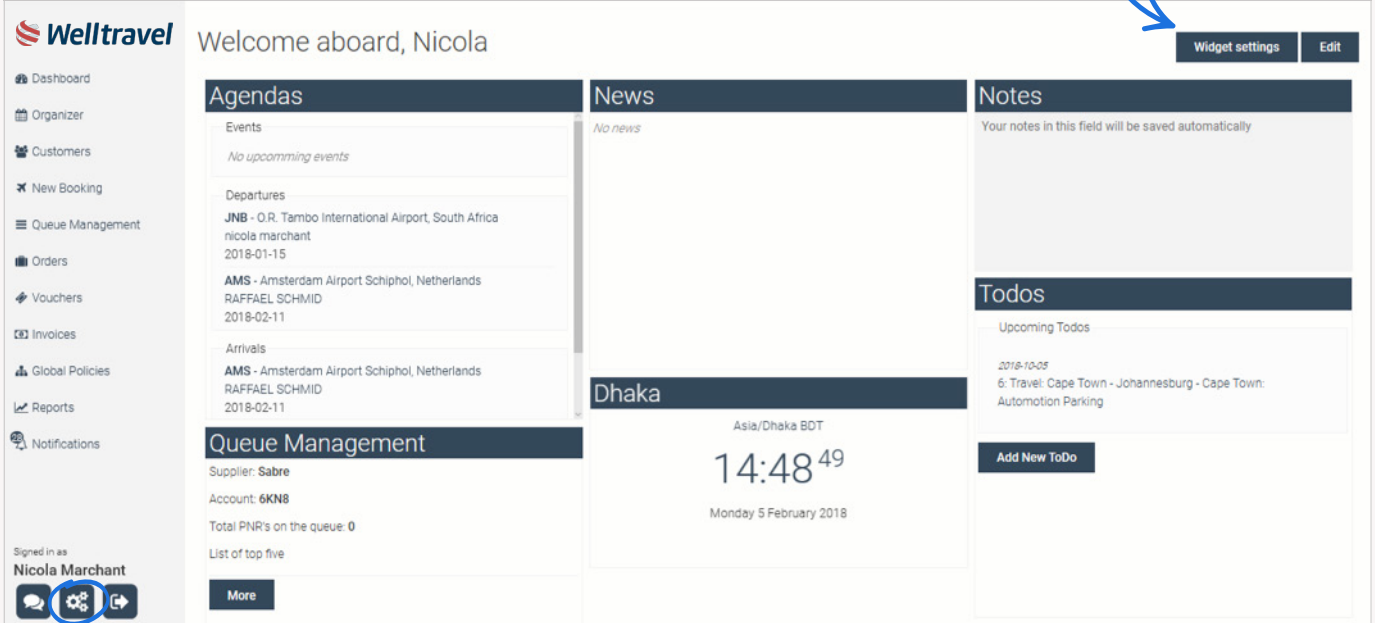 Welltravel
Dashboard
Organizer
Customers
New Booking
Queue Management
Orders
Vouchers
Invoices
Global Policies
Reports
Notifications
Signed in as
Nicola Marchant
Welcome aboard, Nicola
Widget settings
Edit
Agendas
Events
No upcomming events
Departures
JNB - O.R. Tambo International Airport, South Africa
nicola marchant
2018-01-15
AMS - Amsterdam Airport Schiphol, Netherlands
RAFFAEL SCHMID
2018-02-11
Arrivals
AMS - Amsterdam Airport Schiphol, Netherlands
RAFFAEL SCHMID
2018-02-11
Queue Management
Supplier: Sabre
Account: 6KN8
Total PNR's on the queue: 0
List of top five
More
News
No news
Dhaka
Asia/Dhaka BDT
14:48 49
Monday 5 February 2018
Notes
Your notes in this field will be saved automatically
Todos
Upcoming Todos
2018-10-05
6: Travel: Cape Town - Johannesburg - Cape Town:
Automotion Parking
Add New ToDo